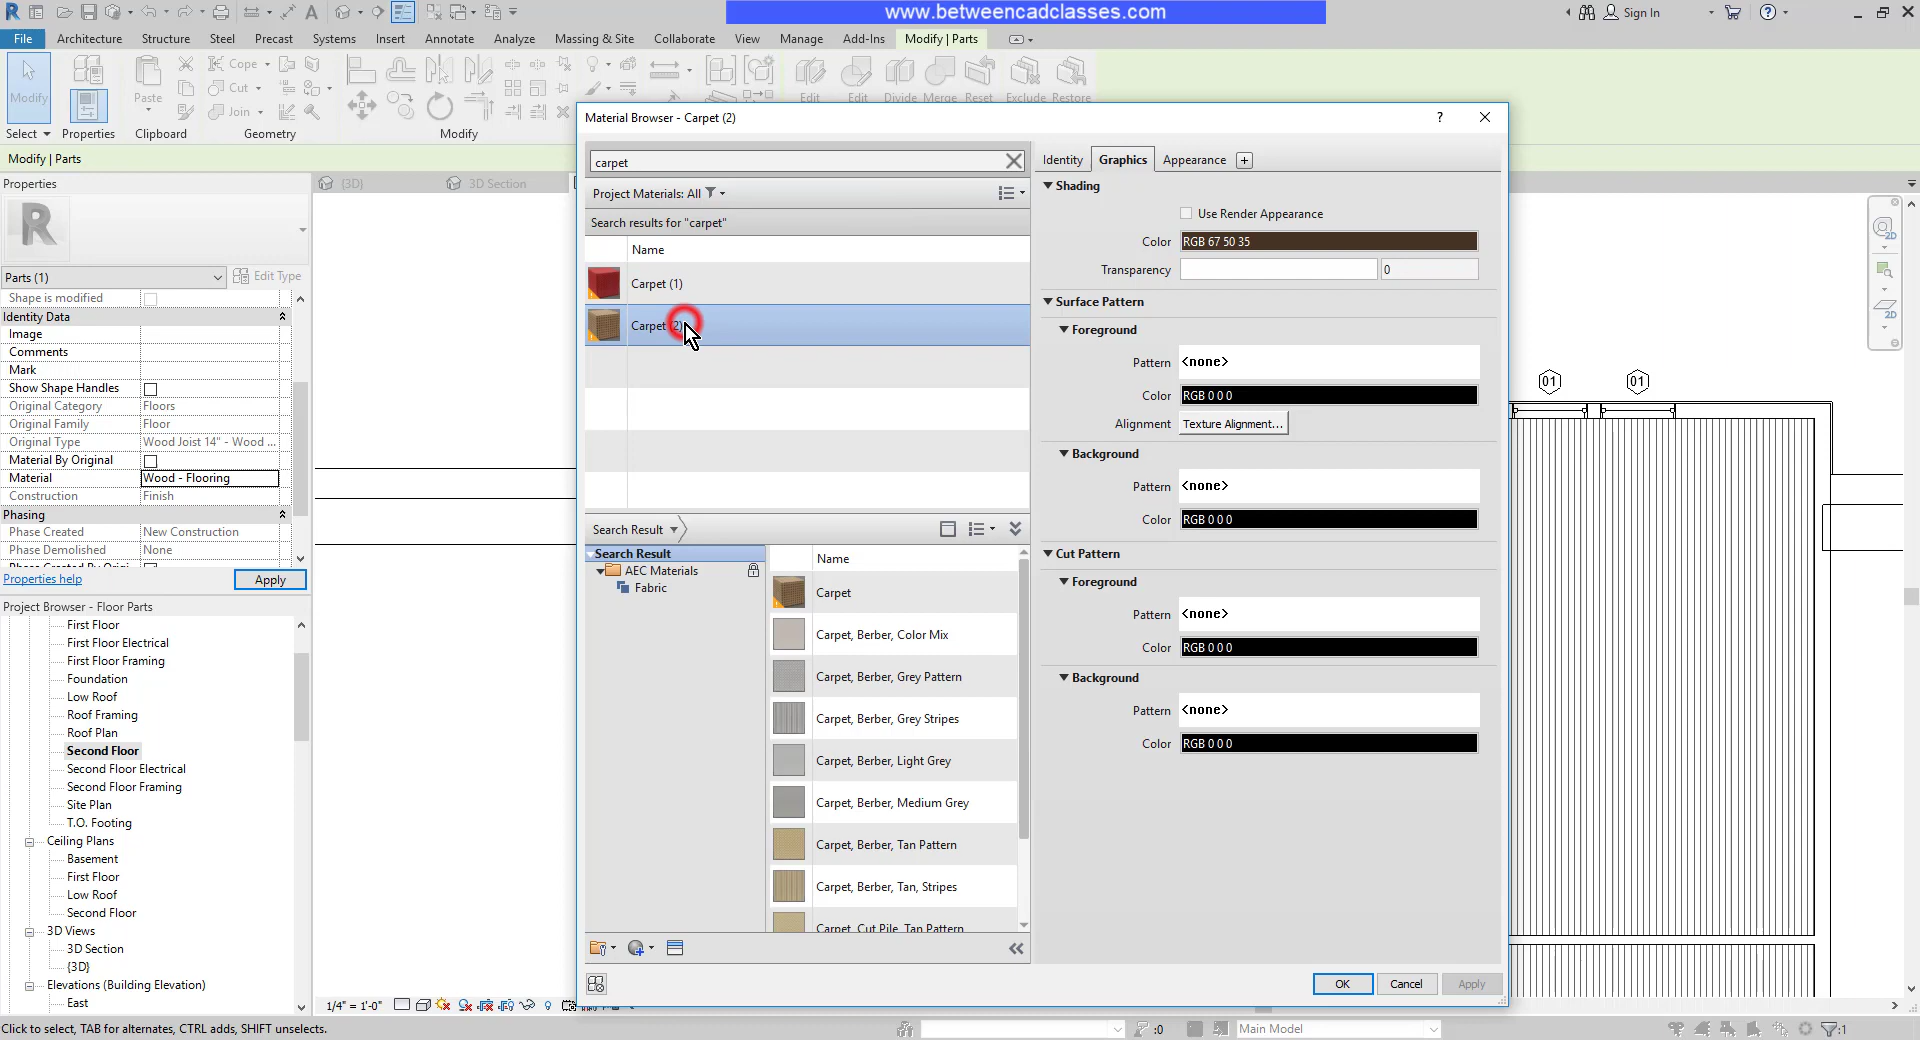 www.betweencadclasses.com
Sign In
File Architecture Structure Steel Precast Systems Insert Annotate Analyze Massing & Site Collaborate View Manage Add-Ins Modify | Parts
Modify
Paste
Cope
Cut
Join
Edit Edit Divide Merge Reset Exclude Restore
Select Properties Clipboard Geometry Modify
Modify | Parts
Properties
{3D}
3D Section
Parts (1)
Edit Type
Shape is modified
Identity Data
Image
Comments
Mark
Show Shape Handles
Original Category Floors
Original Family Floor
Original Type Wood Joist 14" - Wood ...
Material By Original
Material Wood - Flooring
Construction Finish
Phasing
Phase Created New Construction
Phase Demolished None
Phase Created By Origi
Properties help
Apply
Project Browser - Floor Parts
First Floor
First Floor Electrical
First Floor Framing
Foundation
Low Roof
Roof Framing
Roof Plan
Second Floor
Second Floor Electrical
Second Floor Framing
Site Plan
T.O. Footing
Ceiling Plans
Basement
First Floor
Low Roof
Second Floor
3D Views
3D Section
{3D}
Elevations (Building Elevation)
East
Material Browser - Carpet (2)
?
carpet
Project Materials: All
Search results for "carpet"
Name
Carpet (1)
Carpet (2)
Search Result
Search Result
AEC Materials
Fabric
Name
Carpet
Carpet, Berber, Color Mix
Carpet, Berber, Grey Pattern
Carpet, Berber, Grey Stripes
Carpet, Berber, Light Grey
Carpet, Berber, Medium Grey
Carpet, Berber, Tan Pattern
Carpet, Berber, Tan, Stripes
Carpet, Cut Pile, Tan Pattern
Identity Graphics Appearance +
Shading
Use Render Appearance
Color RGB 67 50 35
Transparency 0
Surface Pattern
Foreground
Pattern <none>
Color RGB 0 0 0
Alignment Texture Alignment...
Background
Pattern <none>
Color RGB 0 0 0
Cut Pattern
Foreground
Pattern <none>
Color RGB 0 0 0
Background
Pattern <none>
Color RGB 0 0 0
OK Cancel Apply
2D
2D
01 01
1/4" = 1'-0"
Click to select, TAB for alternates, CTRL adds, SHIFT unselects.
:0
Main Model
:1